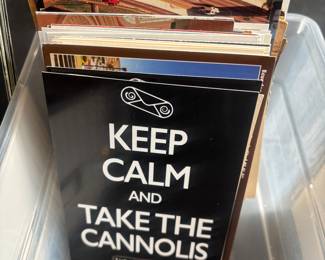 KEEP
CALM
AND
TAKE THE
CANNOLIS